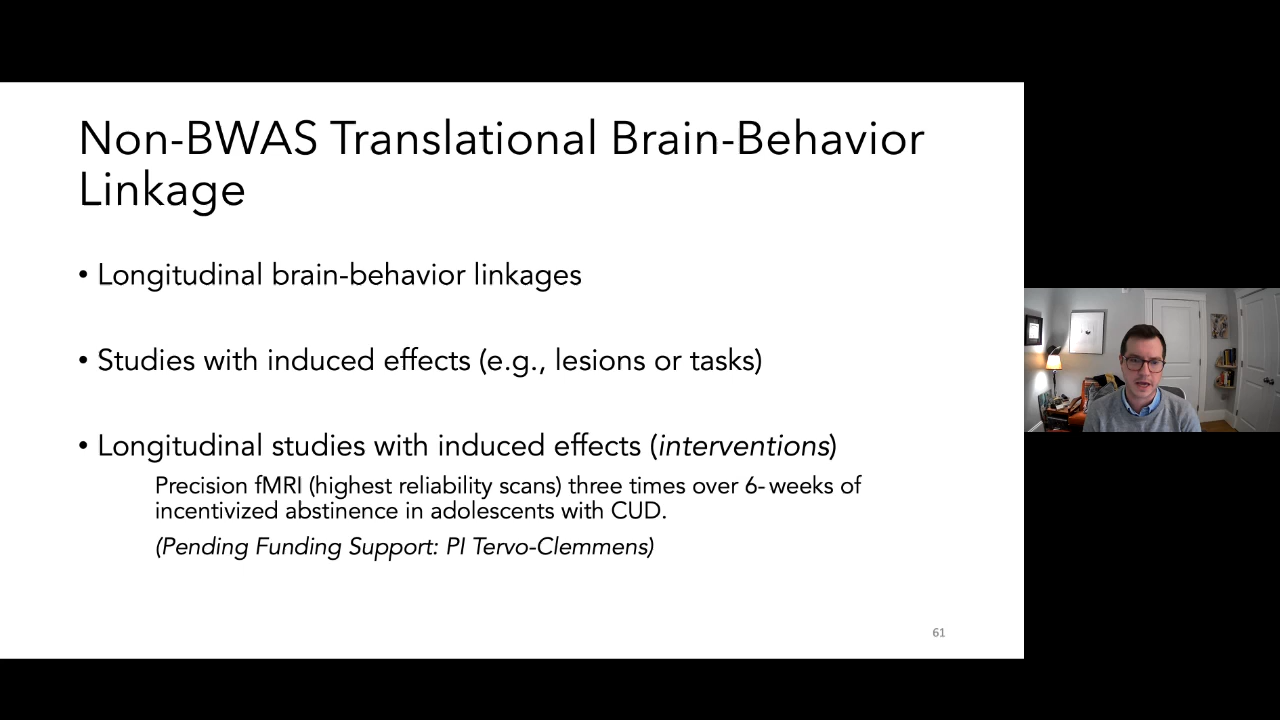 Non-BWAS Translational Brain-Behavior
Linkage
• Longitudinal brain-behavior linkages
• Studies with induced effects (e.g., lesions or tasks)
• Longitudinal studies with induced effects (interventions)
Precision fMRI (highest reliability scans) three times over 6-weeks of
incentivized abstinence in adolescents with CUD.
(Pending Funding Support: PI Tervo-Clemmens)
61